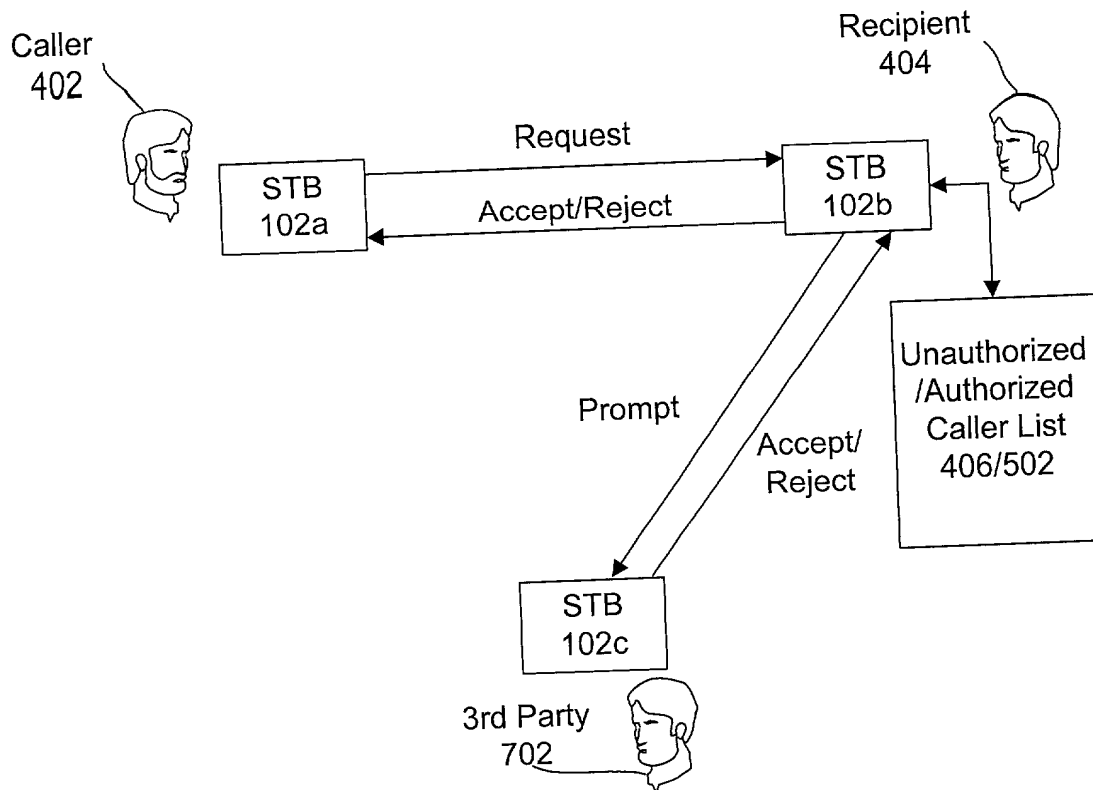 Caller
402
Recipient
404
Request
STB
102a
STB
102b
Accept/Reject
Unauthorized
/Authorized
Caller List
406/502
Prompt
Accept/
Reject
STB
102c
3rd Party
702